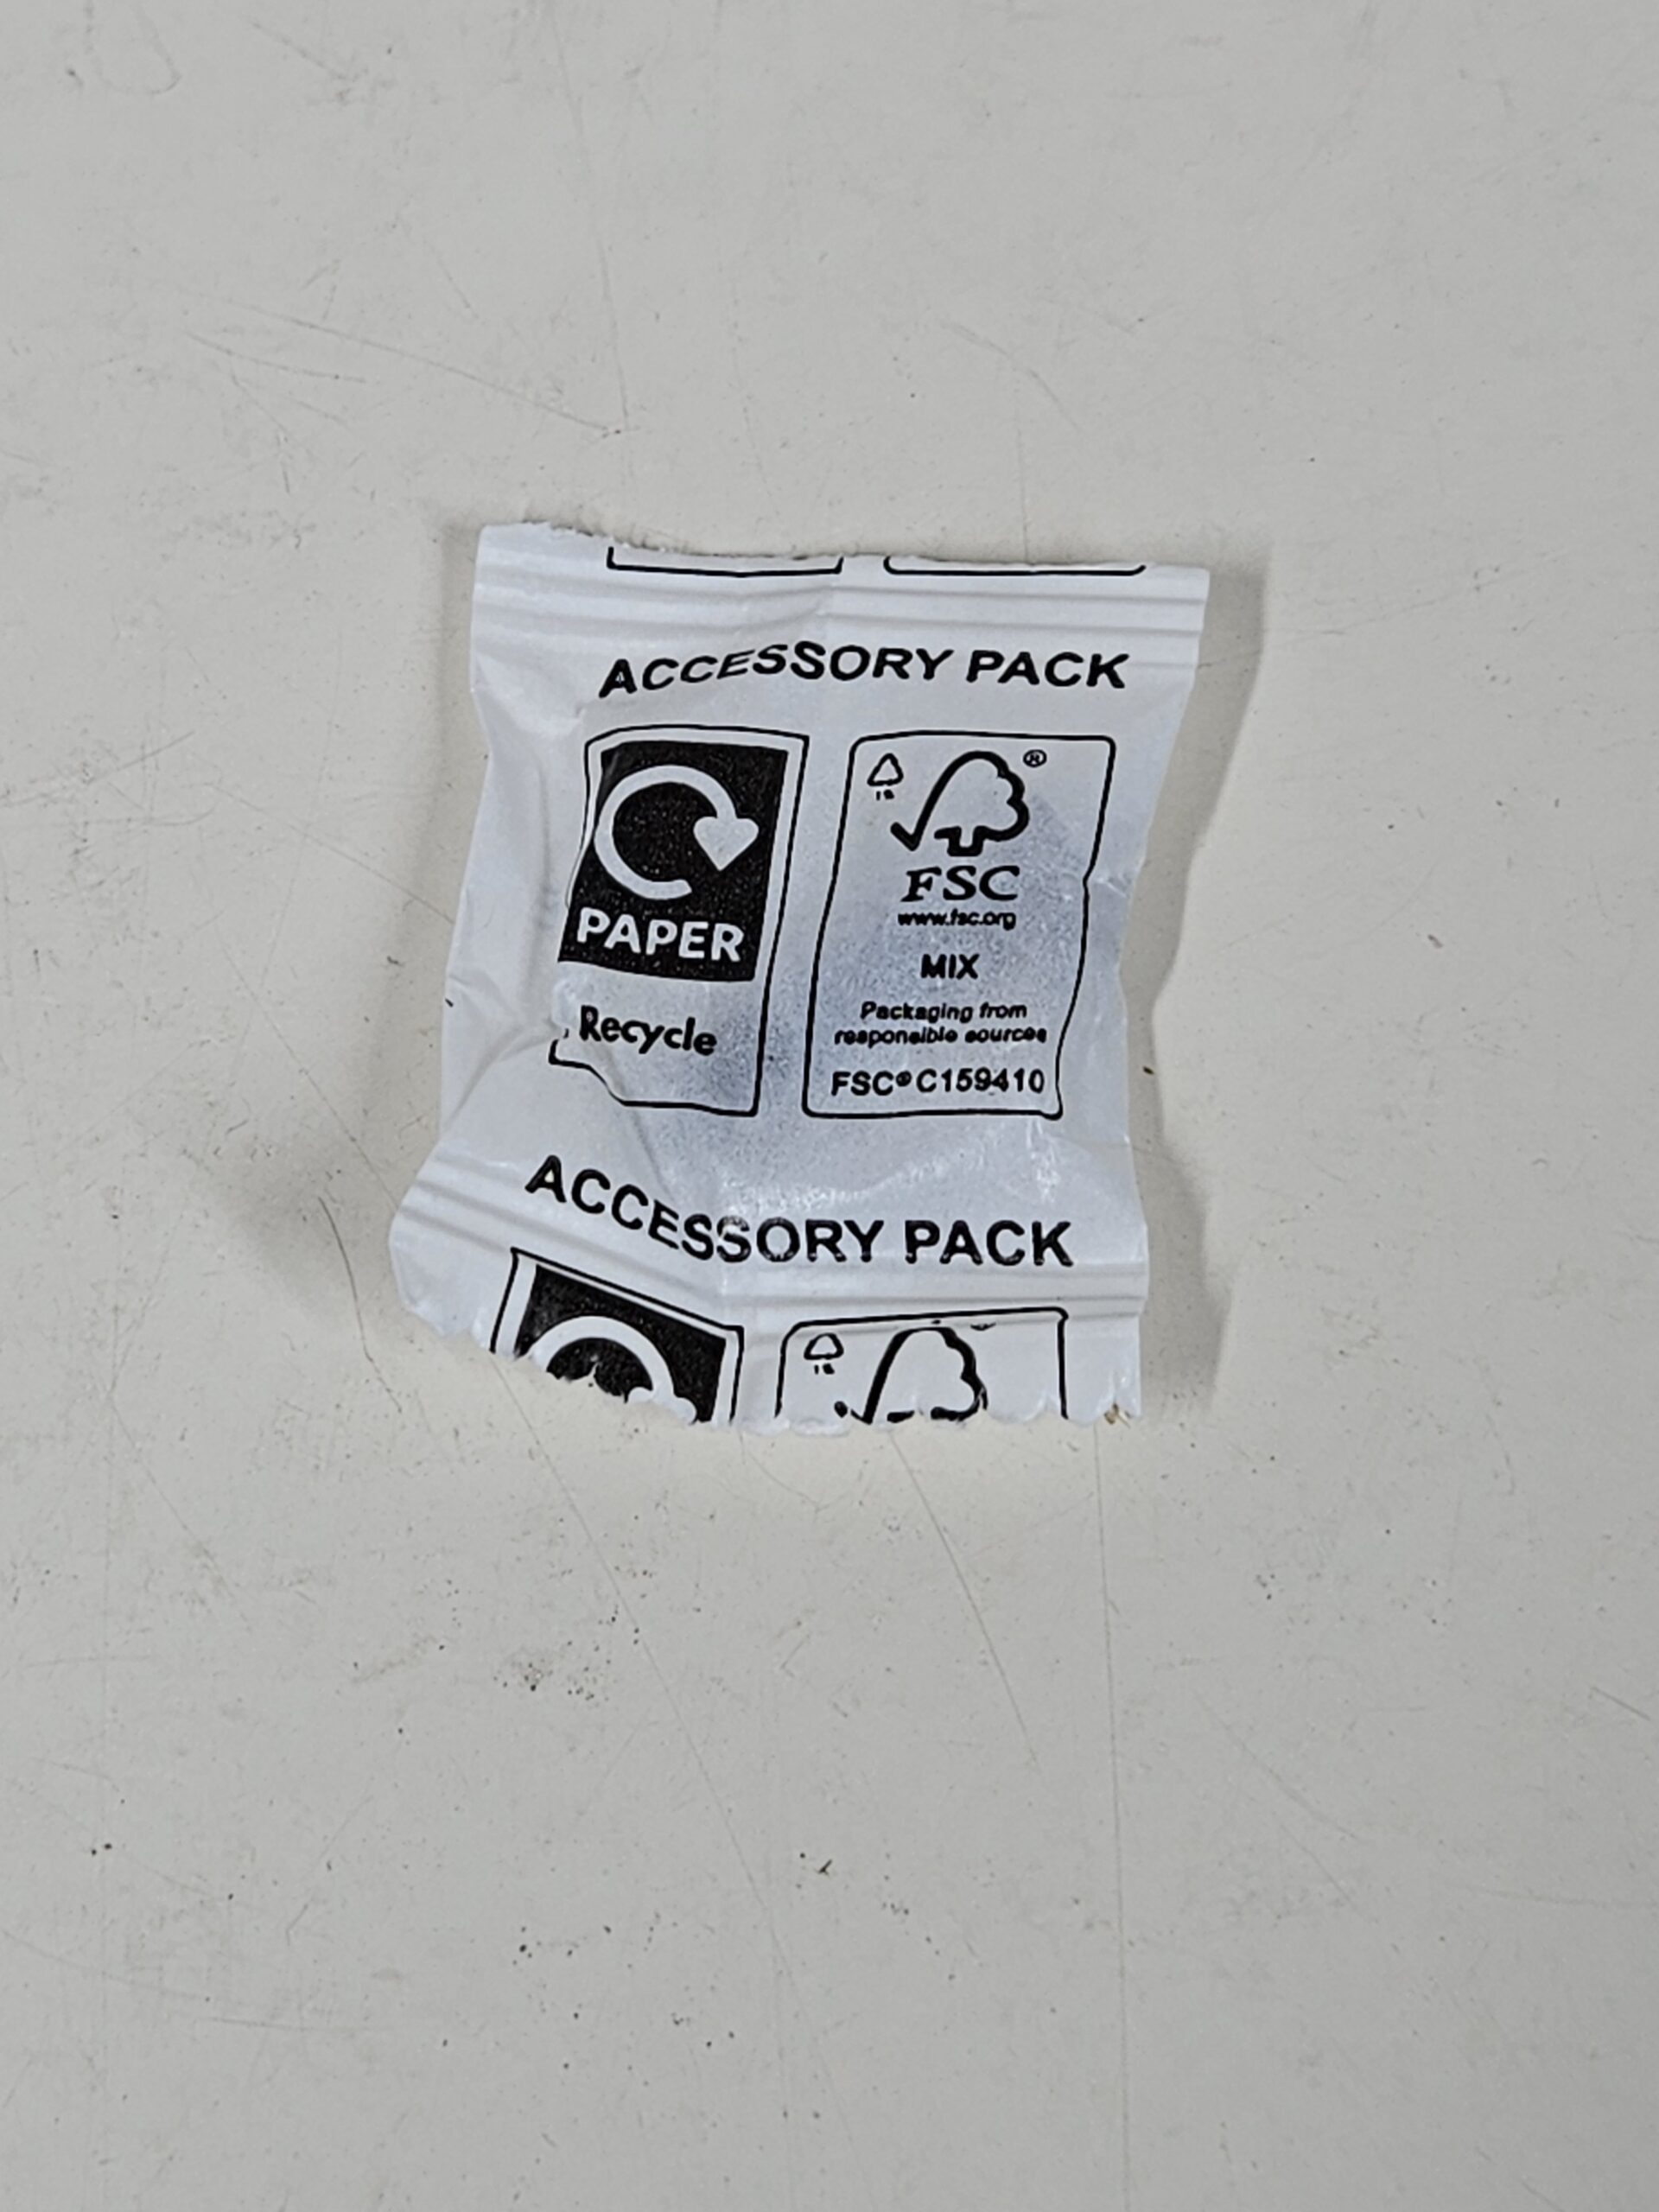 ACCESSORY PACK
PAPER
Recycle
®
FSC
www.fsc.org
MIX
Packaging from
responsible sources
FSC® C159410
ACCESSORY PACK